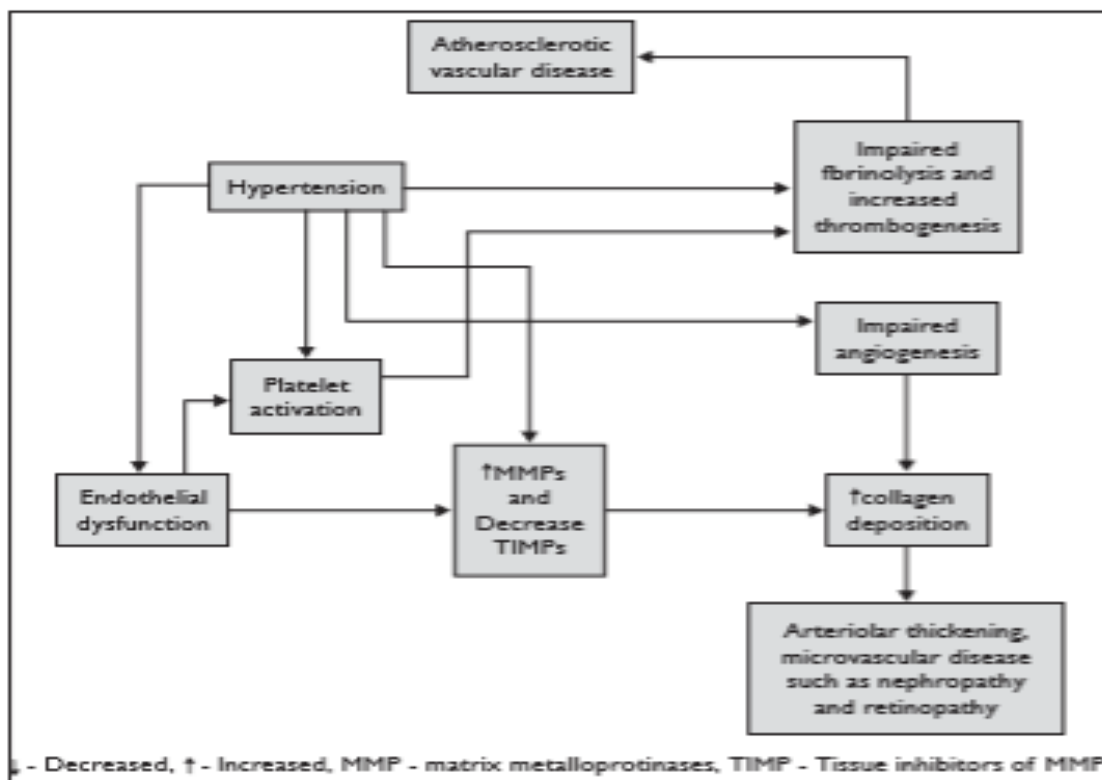 Atherosclerotic
vascular disease
Impaired
fibrinolysis and
increased
thrombogenesis
Hypertension
Impaired
angiogenesis
Platelet
activation
↑MMPs
and
Decrease
TIMPs
Endothelial
dysfunction
↑collagen
deposition
Arteriolar thickening,
microvascular disease
such as nephropathy
and retinopathy
↓ - Decreased, ↑ - Increased, MMP - matrix metalloprotinases, TIMP - Tissue inhibitors of MMP